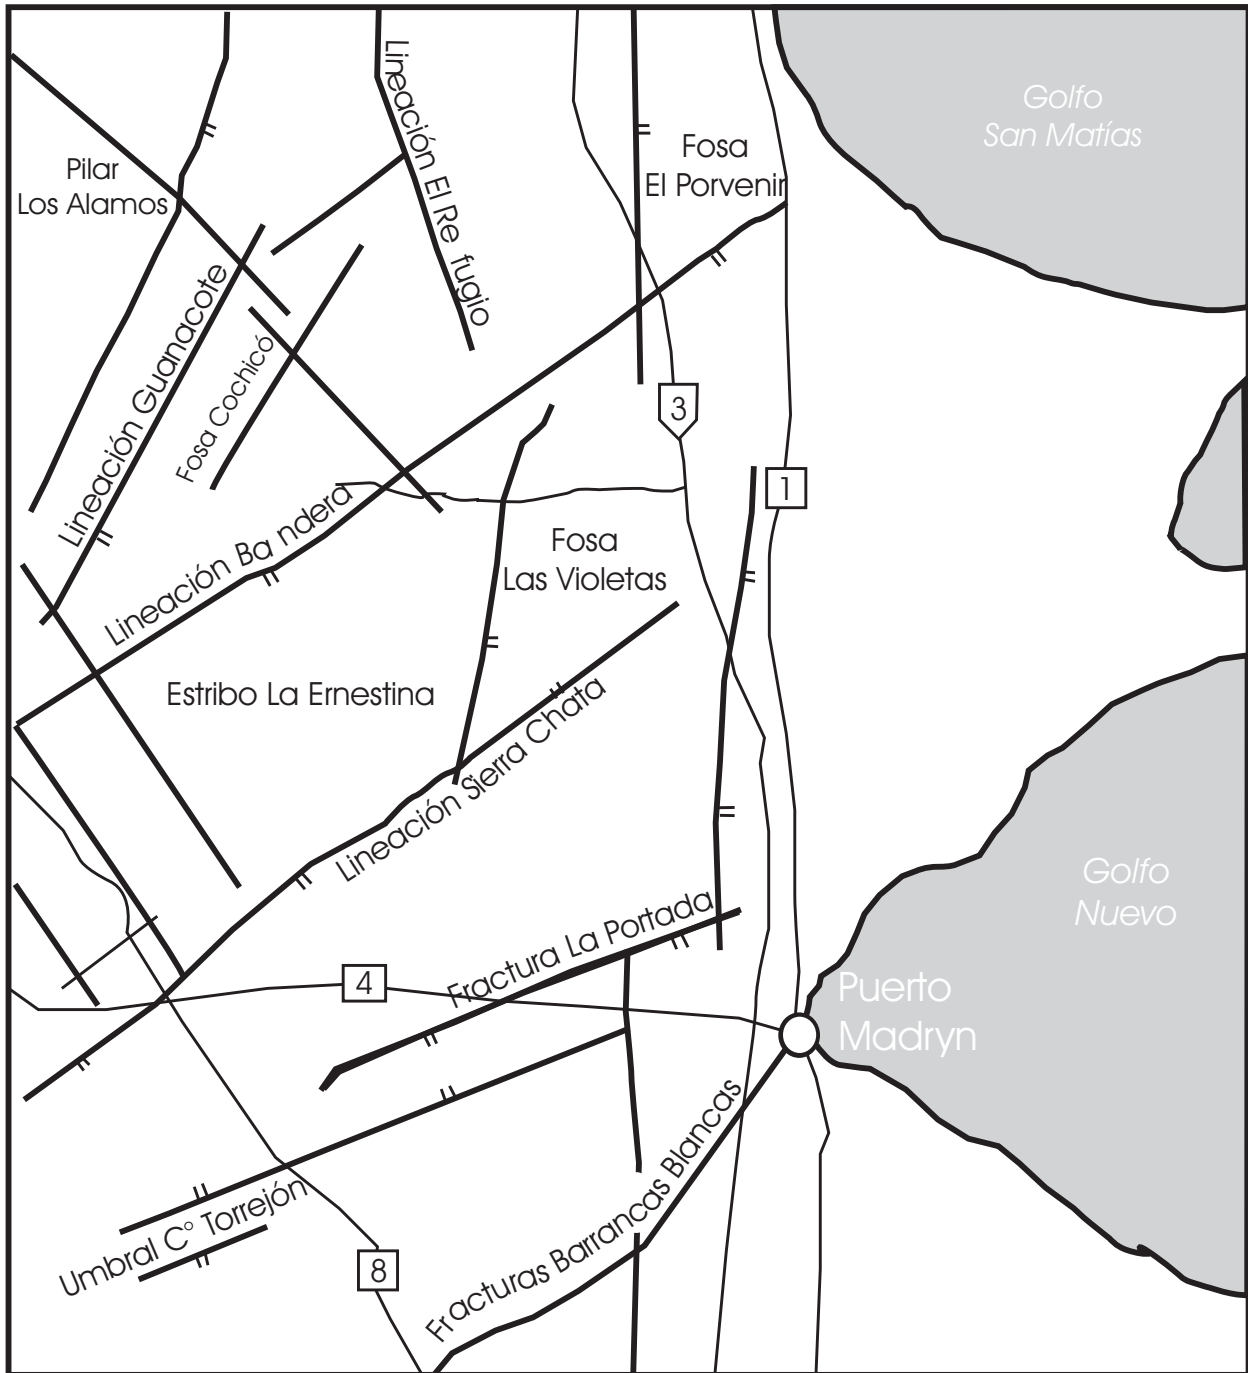 Golfo
San Matías
Lineación El Re fugio
Fosa
El Porvenir
Pilar
Los Alamos
Lineación Guanacote
Fosa Cochicó
3
1
Lineación Ba ndera
Fosa
Las Violetas
Estribo La Ernestina
Lineación Sierra Chata
Golfo
Nuevo
Fractura La Portada
4
Puerto
Madryn
Fracturas Barrancas Blancas
Umbral C° Torrejón
8